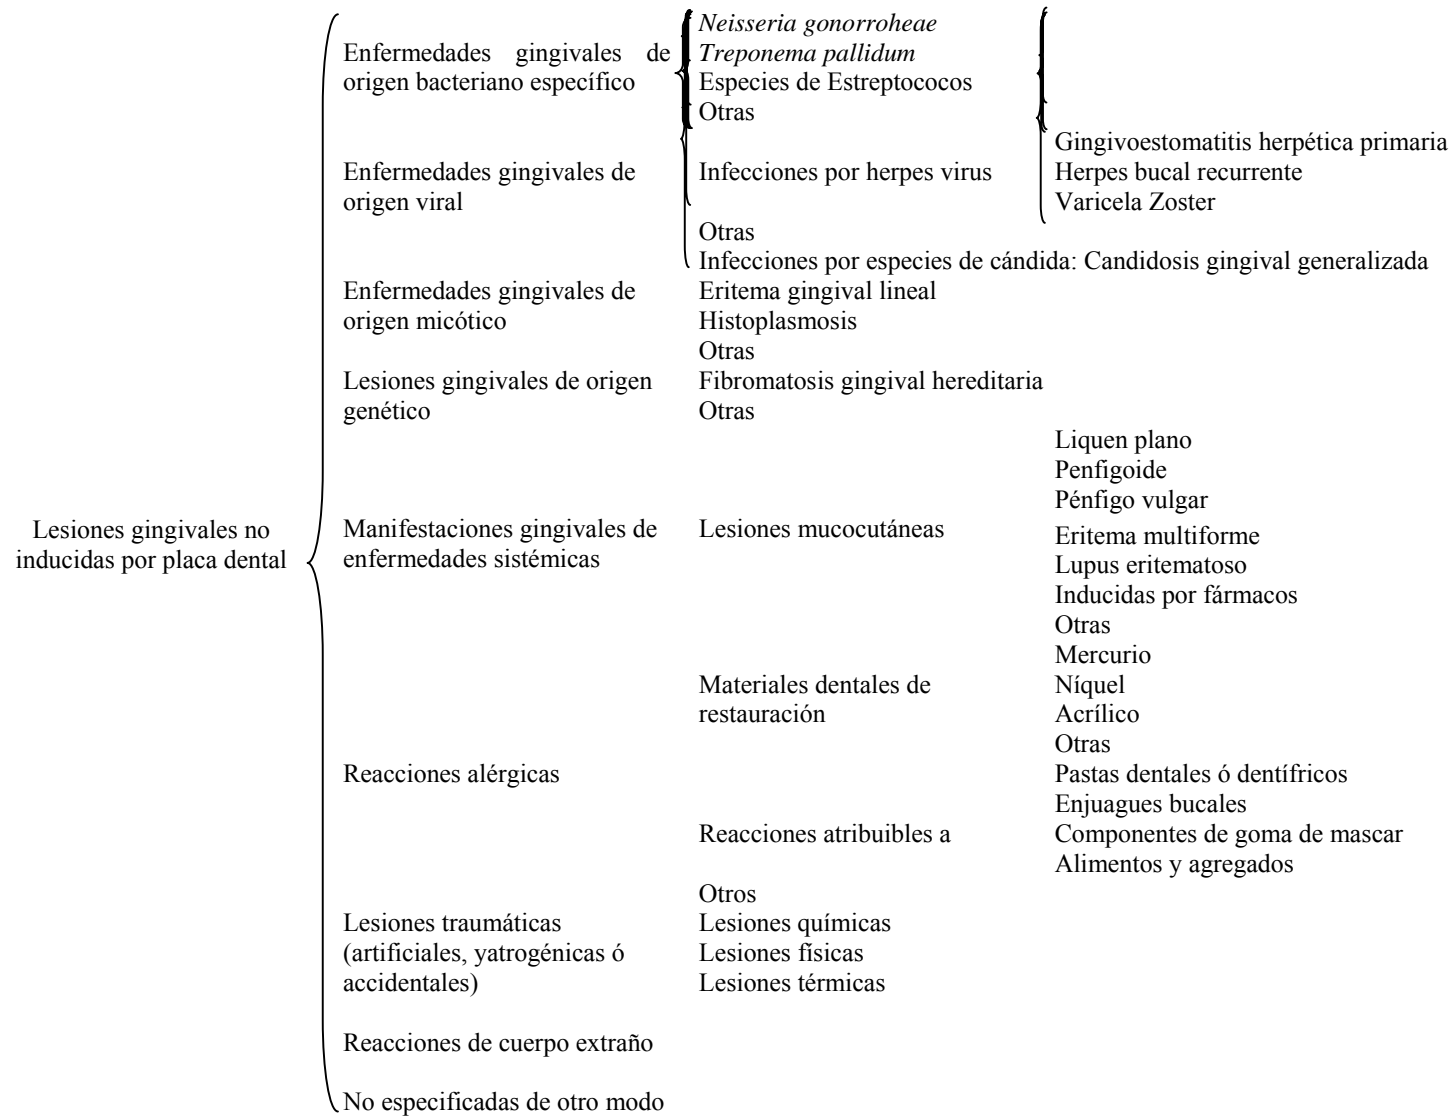 Neisseria gonorroheae
Enfermedades gingivales de
origen bacteriano específico
Treponema pallidum
Especies de Estreptococos
Otras
Enfermedades gingivales de
origen viral
Infecciones por herpes virus
Gingivoestomatitis herpética primaria
Herpes bucal recurrente
Varicela Zoster
Otras
Infecciones por especies de cándida: Candidosis gingival generalizada
Enfermedades gingivales de
origen micótico
Eritema gingival lineal
Histoplasmosis
Otras
Lesiones gingivales de origen
genético
Fibromatosis gingival hereditaria
Otras
Lesiones gingivales no
inducidas por placa dental
Manifestaciones gingivales de
enfermedades sistémicas
Lesiones mucocutáneas
Liquen plano
Penfigoide
Pénfigo vulgar
Eritema multiforme
Lupus eritematoso
Inducidas por fármacos
Otras
Reacciones alérgicas
Materiales dentales de
restauración
Mercurio
Níquel
Acrílico
Otras
Reacciones atribuibles a
Pastas dentales ó dentífricos
Enjuagues bucales
Componentes de goma de mascar
Alimentos y agregados
Otros
Lesiones traumáticas
(artificiales, yatrogénicas ó
accidentales)
Lesiones químicas
Lesiones físicas
Lesiones térmicas
Reacciones de cuerpo extraño
No especificadas de otro modo